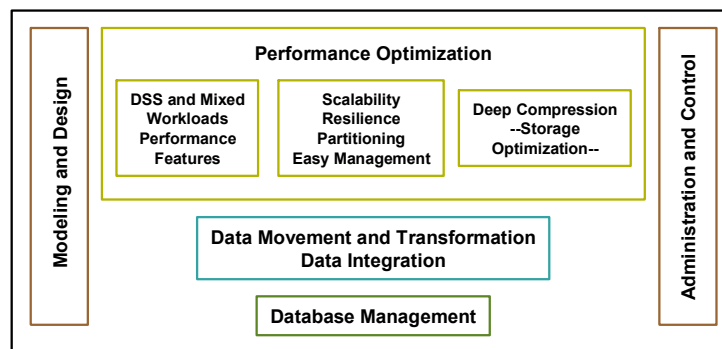 Modeling and Design
Performance Optimization
DSS and Mixed
Workloads
Performance
Features
Scalability
Resilience
Partitioning
Easy Management
Deep Compression
--Storage
Optimization--
Data Movement and Transformation
Data Integration
Database Management
Administration and Control